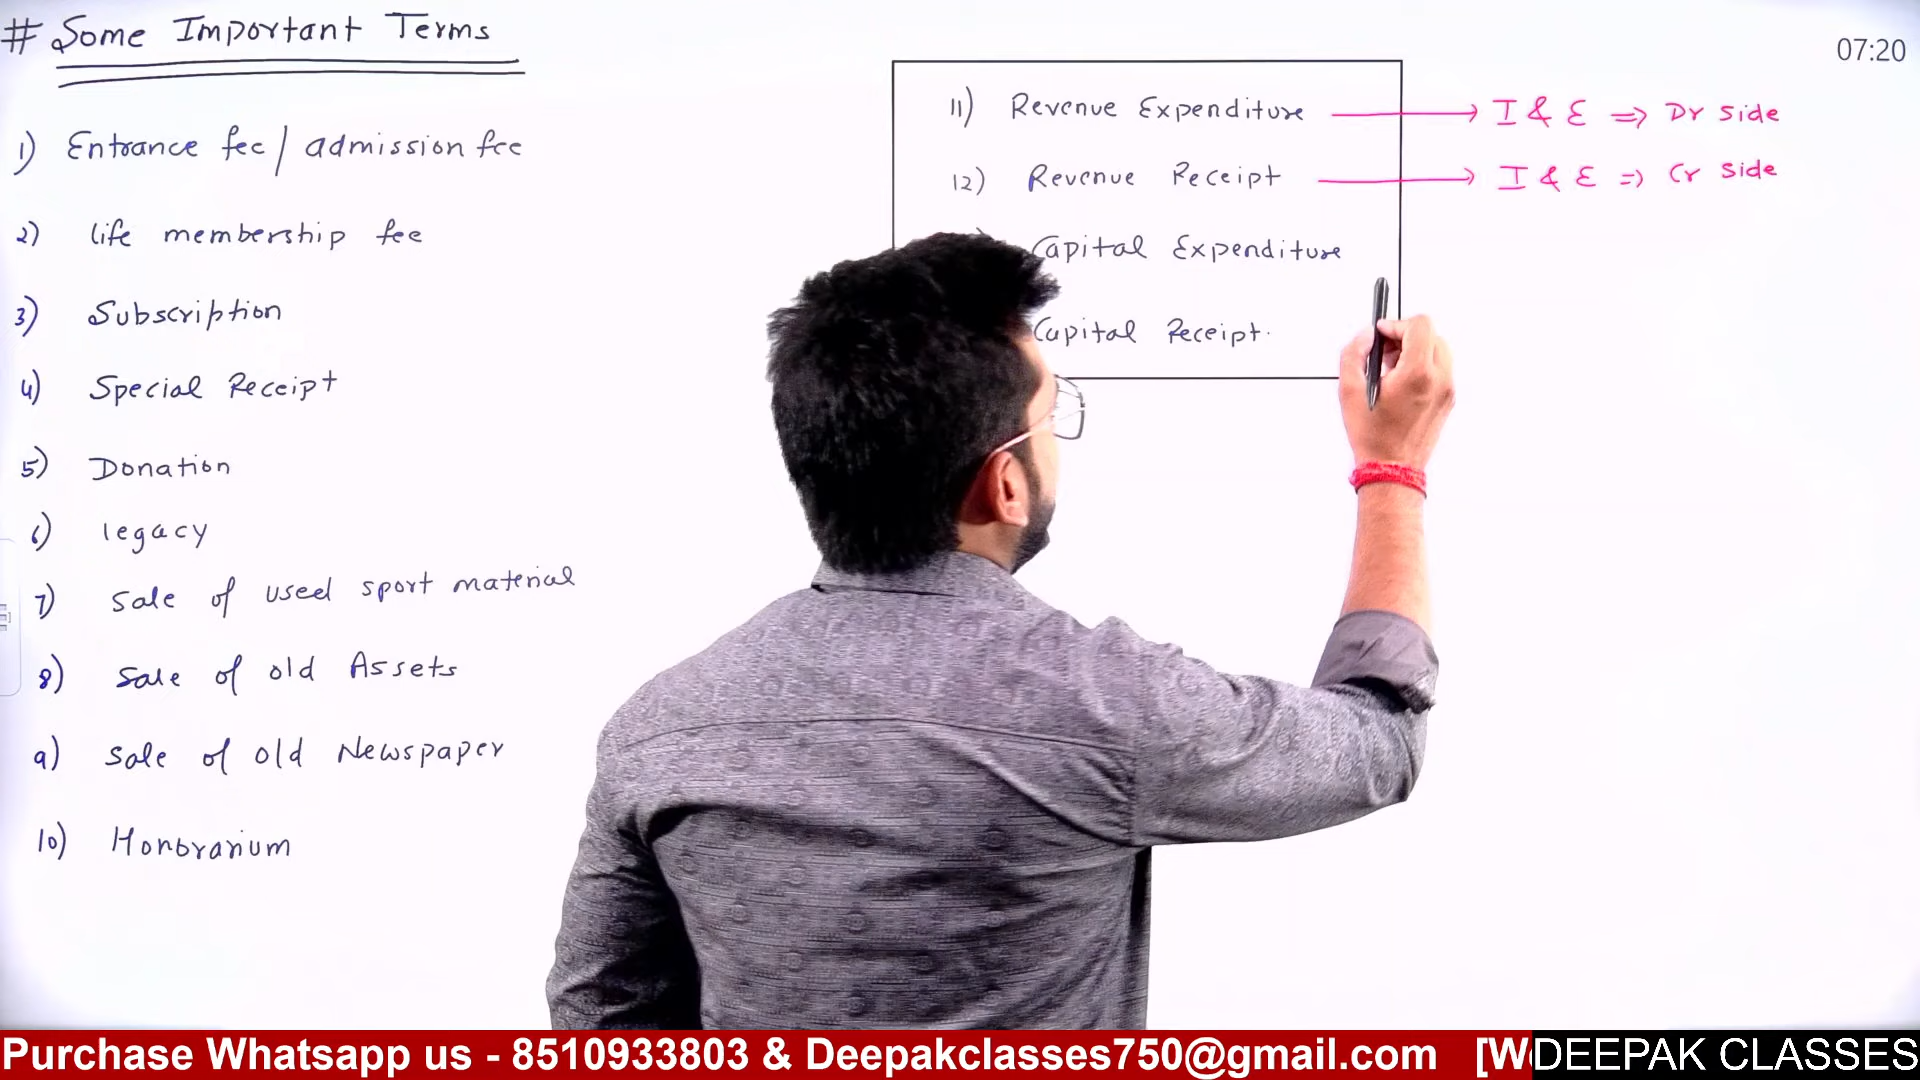 # Some Important Terms
1) Entrance fee / admission fee
2) life membership fee
3) Subscription
4) Special Receipt
5) Donation
6) legacy
7) Sale of used sport material
8) Sale of old Assets
9) Sale of old Newspaper
10) Honorarium
11) Revenue Expenditure → I & E ⇒ Dr Side
12) Revenue Receipt → I & E ⇒ Cr Side
Capital Expenditure
Capital Receipt.
07:20
Purchase Whatsapp us - 8510933803 & Deepakclasses750@gmail.com
DEEPAK CLASSES